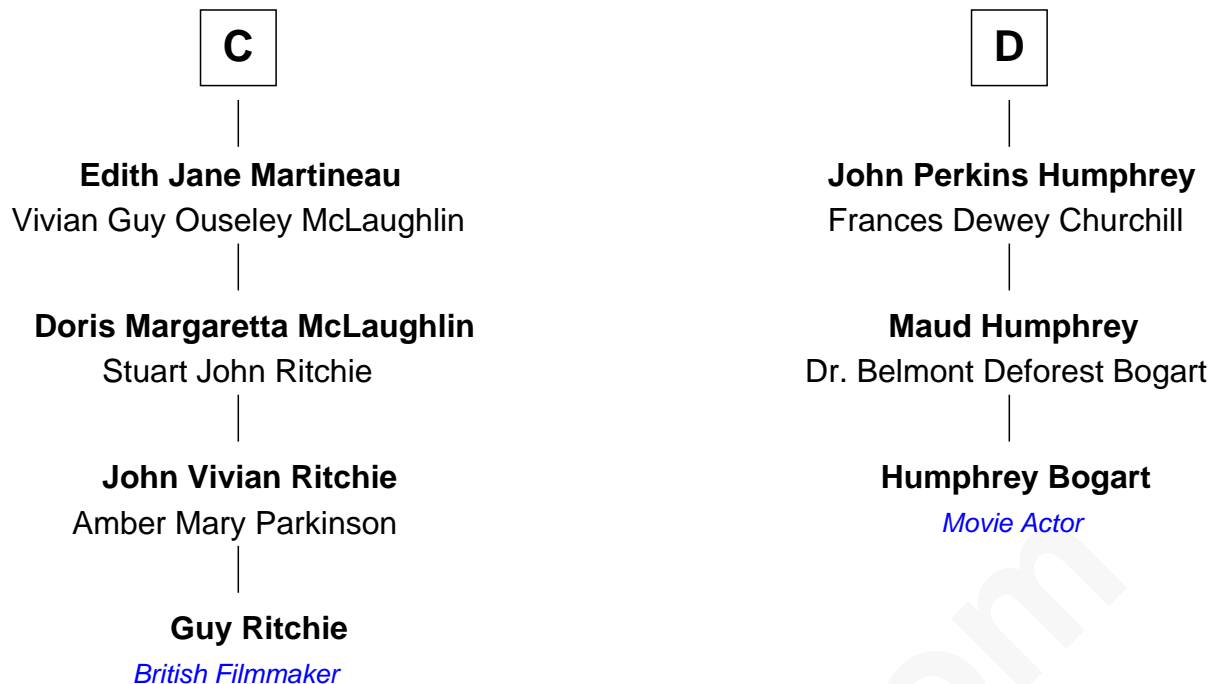 C
Edith Jane Martineau
Vivian Guy Ouseley McLaughlin
Doris Margaretta McLaughlin
Stuart John Ritchie
John Vivian Ritchie
Amber Mary Parkinson
Guy Ritchie
British Filmmaker
D
John Perkins Humphrey
Frances Dewey Churchill
Maud Humphrey
Dr. Belmont Deforest Bogart
Humphrey Bogart
Movie Actor
om